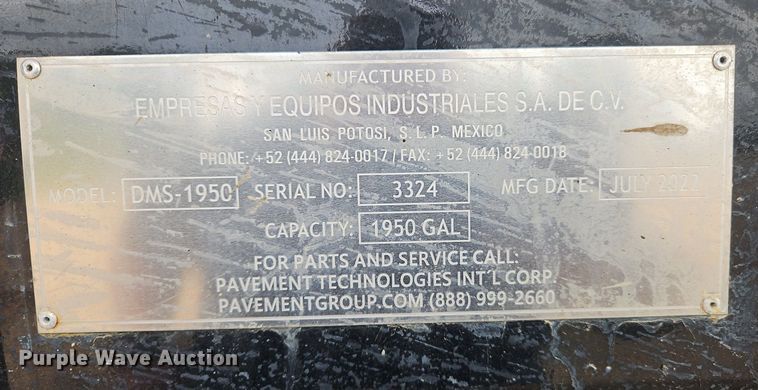 MANUFACTURED BY:
EMPRESAS Y EQUIPOS INDUSTRIALES S.A. DE C.V.
SAN LUIS POTOSI, S.L.P. MEXICO
PHONE: +52 (444) 824-0017 / FAX: +52 (444) 824-0018
MODEL: DMS-1950 SERIAL NO: 3324 MFG DATE: JULY 2022
CAPACITY: 1950 GAL
FOR PARTS AND SERVICE CALL:
PAVEMENT TECHNOLOGIES INT'L CORP.
PAVEMENTGROUP.COM (888) 999-2660
Purple Wave Auction